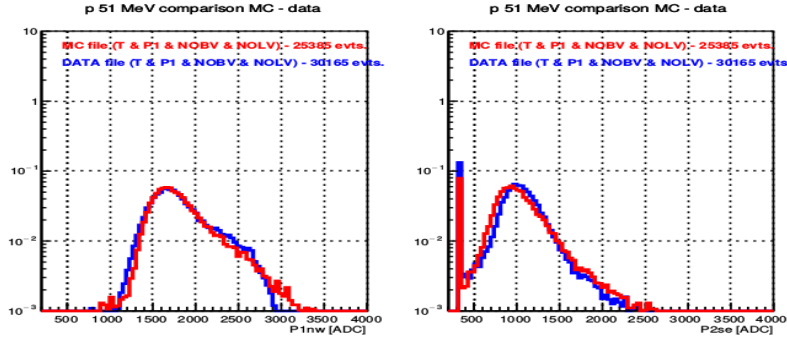 p 51 MeV comparison MC - data
MC file (T & P1 & NOBV & NOLV) - 25385 evts.
DATA file (T & P1 & NOBV & NOLV) - 30165 evts.
10
1
10⁻¹
10⁻²
10⁻³
500 1000 1500 2000 2500 3000 3500 4000
P1nw [ADC]
p 51 MeV comparison MC - data
MC file (T & P1 & NOBV & NOLV) - 25385 evts.
DATA file (T & P1 & NOBV & NOLV) - 30165 evts.
10
1
10⁻¹
10⁻²
10⁻³
500 1000 1500 2000 2500 3000 3500 4000
P2se [ADC]